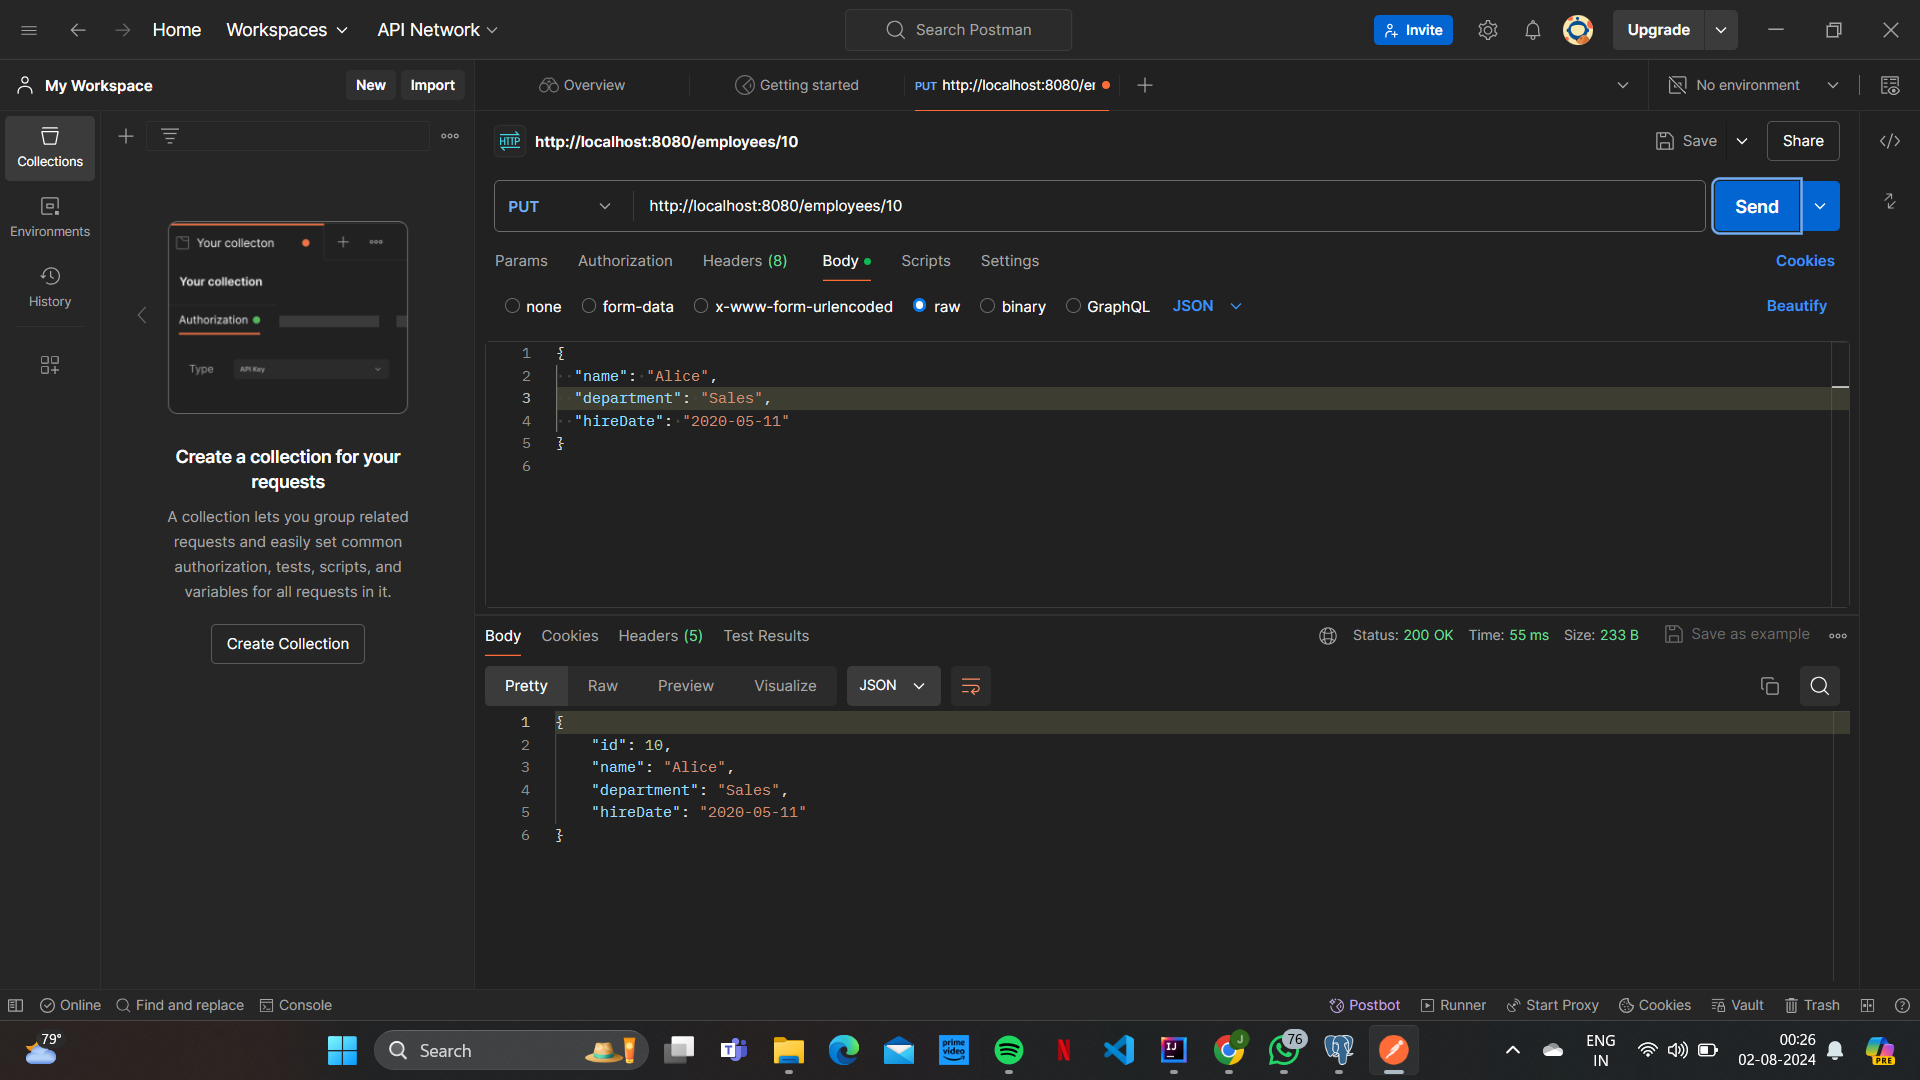 Home Workspaces API Network Search Postman Invite Upgrade
My Workspace New Import Overview Getting started PUT http://localhost:8080/er No environment
HTTP http://localhost:8080/employees/10 Save Share
Collections
Environments
History
PUT http://localhost:8080/employees/10 Send
Params Authorization Headers (8) Body Scripts Settings Cookies
none form-data x-www-form-urlencoded raw binary GraphQL JSON Beautify
1 {
2 "name": "Alice",
3 "department": "Sales",
4 "hireDate": "2020-05-11"
5 }
6
Your collecton
Your collection
Authorization
Type API Key
Create a collection for your
requests
A collection lets you group related
requests and easily set common
authorization, tests, scripts, and
variables for all requests in it.
Create Collection
Body Cookies Headers (5) Test Results Status: 200 OK Time: 55 ms Size: 233 B Save as example
Pretty Raw Preview Visualize JSON
1 {
2 "id": 10,
3 "name": "Alice",
4 "department": "Sales",
5 "hireDate": "2020-05-11"
6 }
Online Find and replace Console Postbot Runner Start Proxy Cookies Vault Trash
79° Search prime video 76 ENG IN 00:26 02-08-2024 PRE